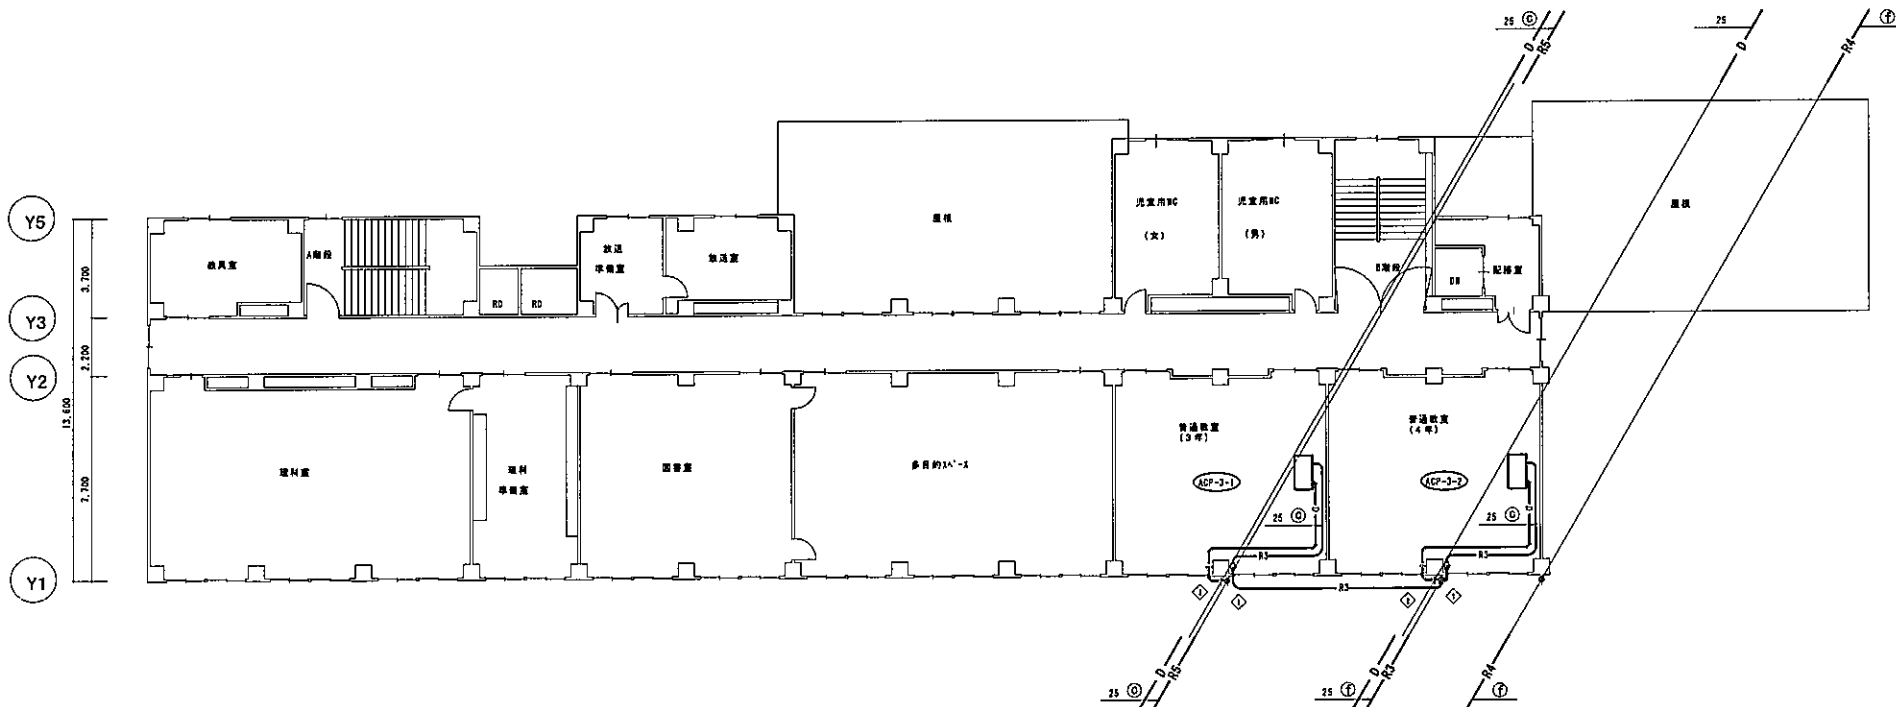 25 Ⓖ
D
R5
25
D
R4
ⓕ
Y5
Y3
Y2
Y1
3,700
2,200
13,600
7,700
教具室
A階段
RD
RD
放送
準備室
放送室
屋根
児童用WC
(女)
児童用WC
(男)
B階段
DW
配膳室
屋根
理科室
理科
準備室
図書室
多目的スペース
普通教室
(3年)
ACP-3-1
普通教室
(4年)
ACP-3-2
25 Ⓖ
D
R3
25 Ⓖ
D
R3
R3
D
R5
25 Ⓖ
D
R3
25 ⓕ
R4
ⓕ